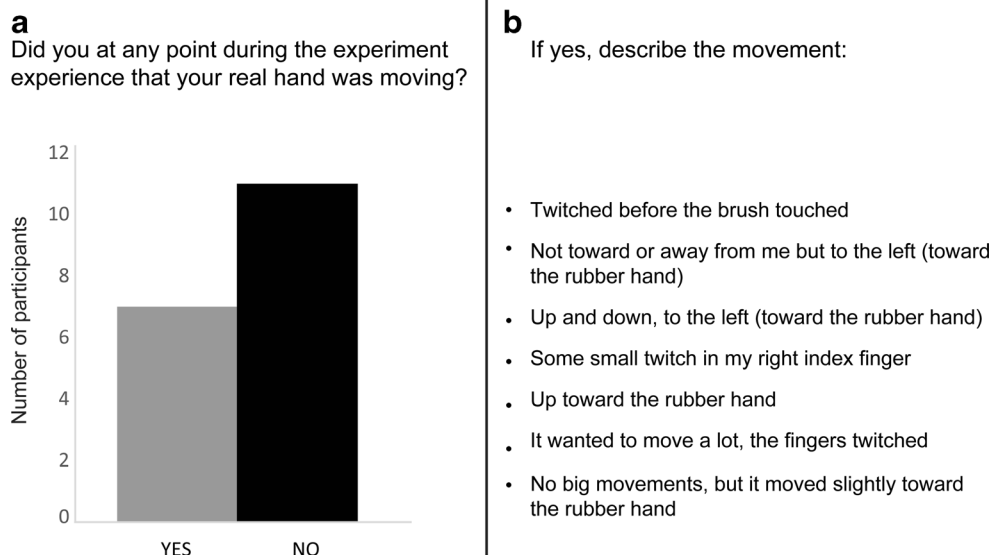 a
Did you at any point during the experiment
experience that your real hand was moving?
Number of participants
12
10
8
6
4
2
0
YES
NO
b
If yes, describe the movement:
• Twitched before the brush touched
• Not toward or away from me but to the left (toward
the rubber hand)
• Up and down, to the left (toward the rubber hand)
• Some small twitch in my right index finger
• Up toward the rubber hand
• It wanted to move a lot, the fingers twitched
• No big movements, but it moved slightly toward
the rubber hand